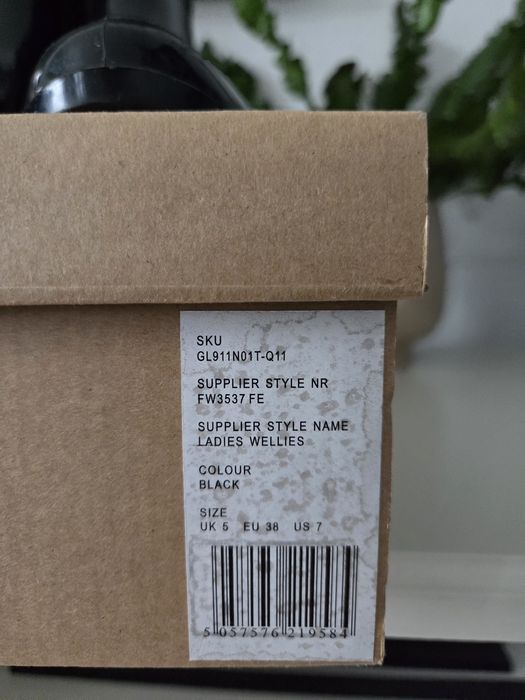 SKU
GL911N01T-Q11
SUPPLIER STYLE NR
FW3537 FE
SUPPLIER STYLE NAME
LADIES WELLIES
COLOUR
BLACK
SIZE
UK 5 EU 38 US 7
5 057576 219584